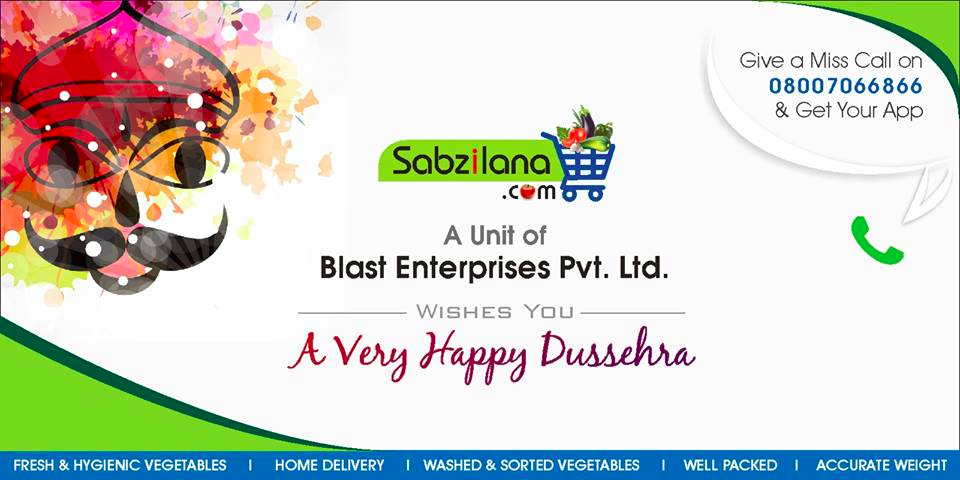 Give a Miss Call on
08007066866
& Get Your App
Sabzilana
.com
A Unit of
Blast Enterprises Pvt. Ltd.
WISHES YOU
A Very Happy Dussehra
FRESH & HYGIENIC VEGETABLES | HOME DELIVERY | WASHED & SORTED VEGETABLES | WELL PACKED | ACCURATE WEIGHT